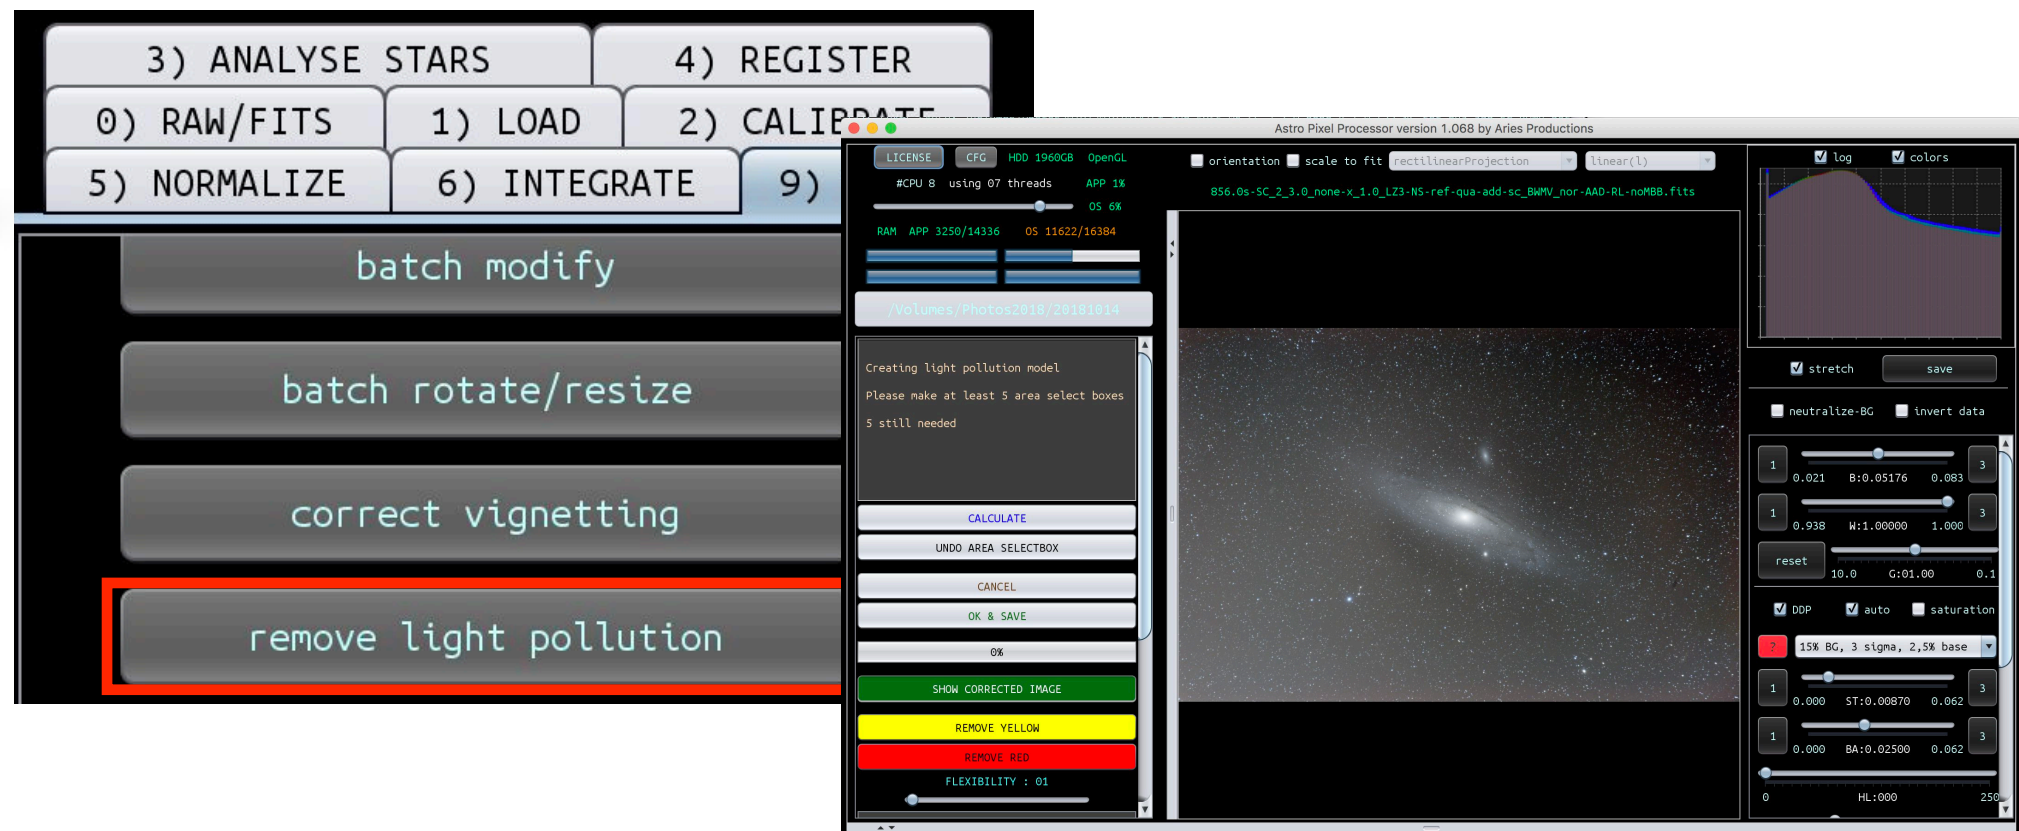 3) ANALYSE STARS
4) REGISTER
0) RAW/FITS
1) LOAD
2) CALIBRATE
5) NORMALIZE
6) INTEGRATE
9)
batch modify
batch rotate/resize
correct vignetting
remove light pollution
Astro Pixel Processor version 1.068 by Aries Productions
LICENSE
CFG
HDD 1960GB
OpenGL
#CPU 8 using 07 threads
APP 1%
OS 6%
RAM APP 3250/14336
OS 11622/16384
/Volumes/Photos2018/20181014
Creating light pollution model
Please make at least 5 area select boxes
5 still needed
CALCULATE
UNDO AREA SELECTBOX
CANCEL
OK & SAVE
0%
SHOW CORRECTED IMAGE
REMOVE YELLOW
REMOVE RED
FLEXIBILITY : 01
orientation
scale to fit
rectilinearProjection
linear(l)
856.0s-SC_2_3.0_none-x_1.0_LZ3-NS-ref-qua-add-sc_BWMV_nor-AAD-RL-noMBB.fits
log
colors
stretch
save
neutralize-BG
invert data
1
3
0.021 B:0.05176 0.083
1
3
0.938 W:1.00000 1.000
reset
10.0 G:01.00 0.1
DDP
auto
saturation
?
15% BG, 3 sigma, 2,5% base
1
3
0.000 ST:0.00870 0.062
1
3
0.000 BA:0.02500 0.062
0 HL:000 250